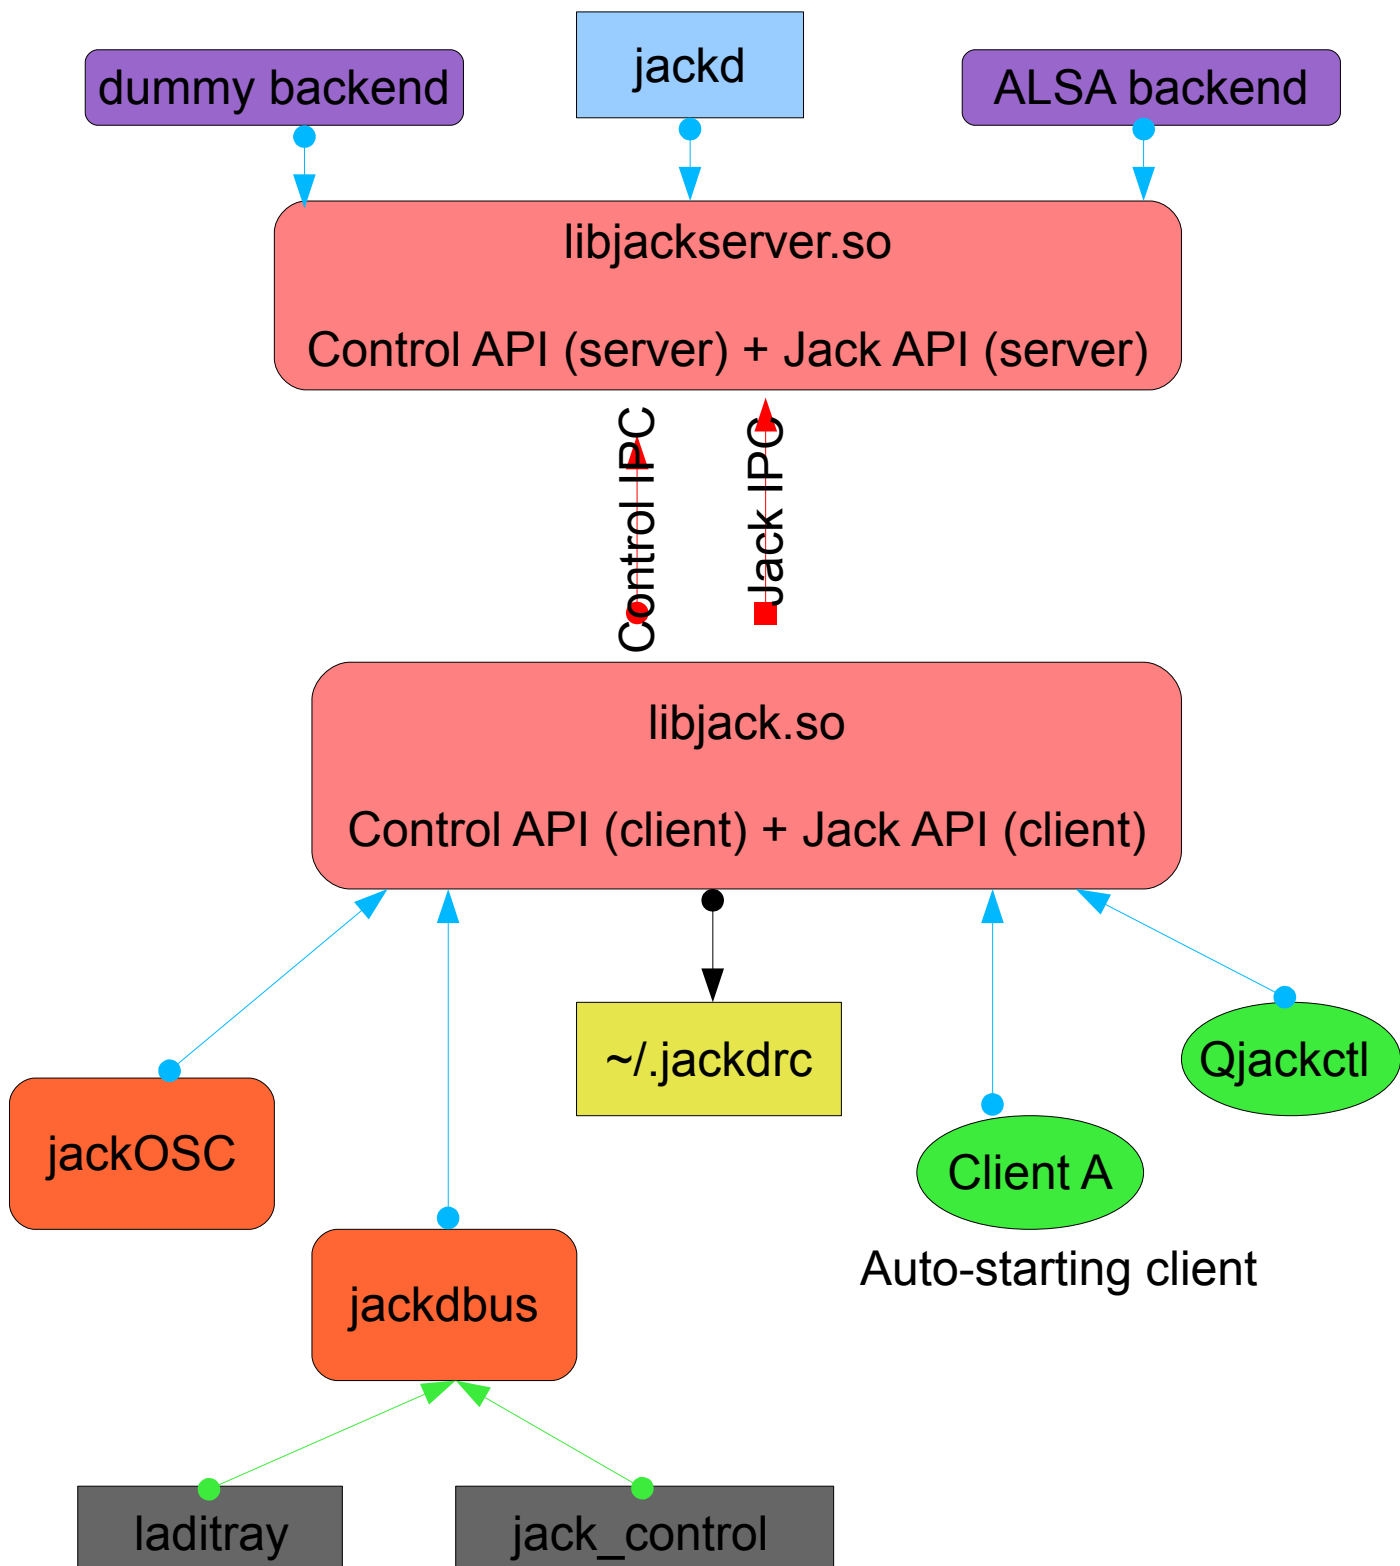 dummy backend
jackd
ALSA backend
libjackserver.so
Control API (server) + Jack API (server)
Control IPC
Jack IPC
libjack.so
Control API (client) + Jack API (client)
~/.jackdrc
Qjackctl
jackOSC
Client A
Auto-starting client
jackdbus
laditray
jack_control